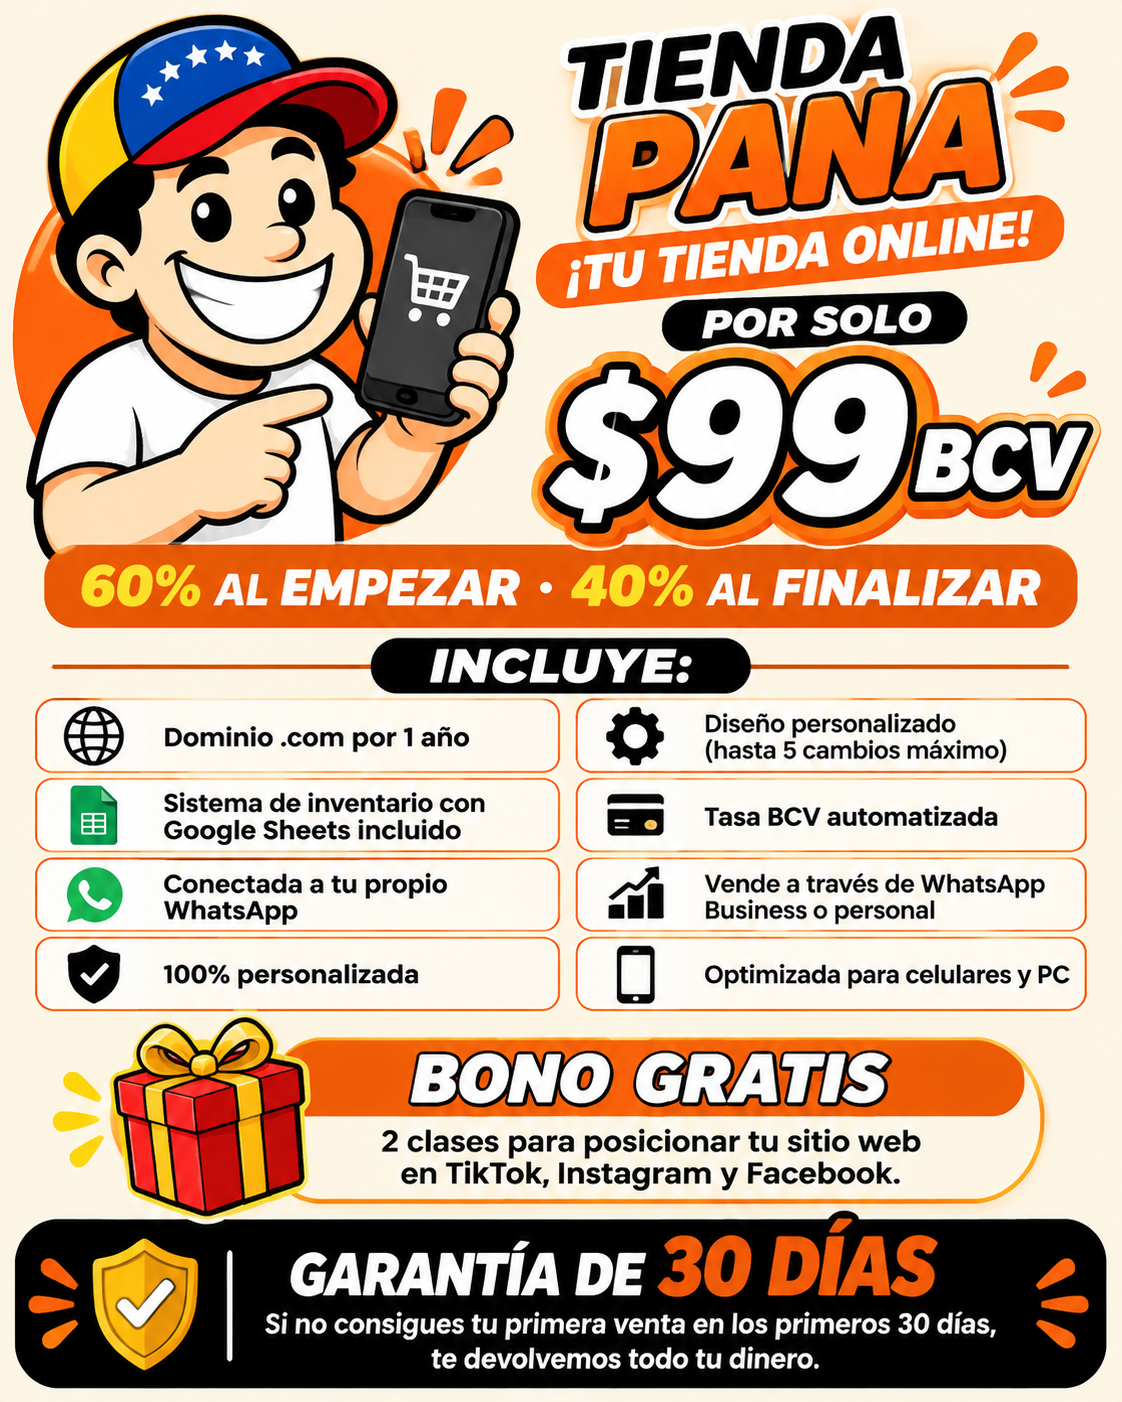 TIENDA
PANA
¡TU TIENDA ONLINE!
POR SOLO
$99 BCV
60% AL EMPEZAR • 40% AL FINALIZAR
INCLUYE:
Dominio .com por 1 año
Diseño personalizado
(hasta 5 cambios máximo)
Sistema de inventario con
Google Sheets incluido
Tasa BCV automatizada
Conectada a tu propio
WhatsApp
Vende a través de WhatsApp
Business o personal
100% personalizada
Optimizada para celulares y PC
BONO GRATIS
2 clases para posicionar tu sitio web
en TikTok, Instagram y Facebook.
GARANTÍA DE 30 DÍAS
Si no consigues tu primera venta en los primeros 30 días,
te devolvemos todo tu dinero.